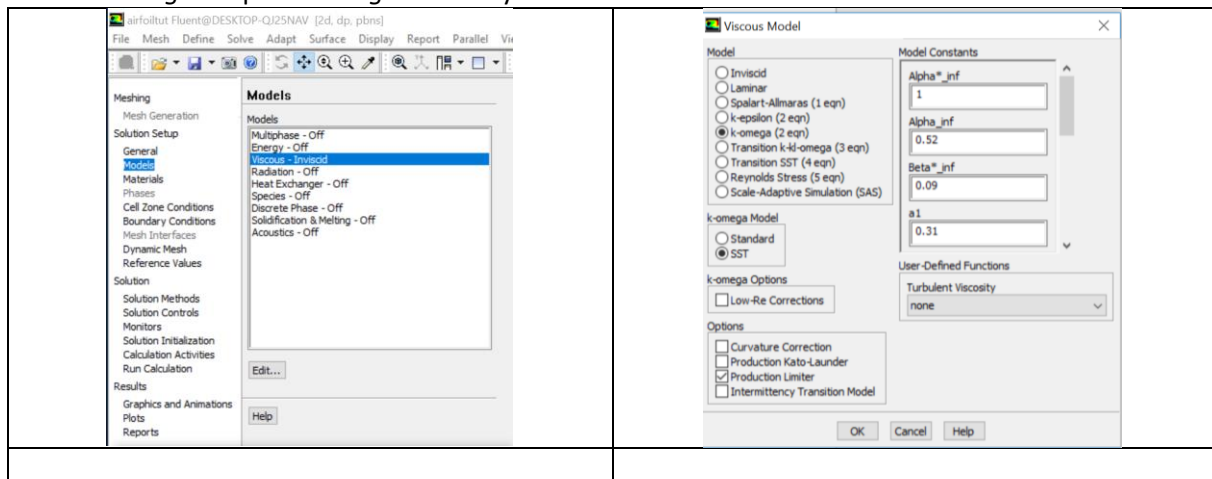 airfoiltut Fluent@DESKTOP-QJ25NAV [2d, dp, pbns]
File Mesh Define Solve Adapt Surface Display Report Parallel
Meshing
Mesh Generation
Solution Setup
General
Models
Materials
Phases
Cell Zone Conditions
Boundary Conditions
Mesh Interfaces
Dynamic Mesh
Reference Values
Solution
Solution Methods
Solution Controls
Monitors
Solution Initialization
Calculation Activities
Run Calculation
Results
Graphics and Animations
Plots
Reports
Models
Models
Multiphase - Off
Energy - Off
Viscous - Inviscid
Radiation - Off
Heat Exchanger - Off
Species - Off
Discrete Phase - Off
Solidification & Melting - Off
Acoustics - Off
Edit...
Help
Viscous Model
Model
Inviscid
Laminar
Spalart-Allmaras (1 eqn)
k-epsilon (2 eqn)
k-omega (2 eqn)
Transition k-kl-omega (3 eqn)
Transition SST (4 eqn)
Reynolds Stress (5 eqn)
Scale-Adaptive Simulation (SAS)
k-omega Model
Standard
SST
k-omega Options
Low-Re Corrections
Options
Curvature Correction
Production Kato-Launder
Production Limiter
Intermittency Transition Model
Model Constants
Alpha*_inf
1
Alpha_inf
0.52
Beta*_inf
0.09
a1
0.31
User-Defined Functions
Turbulent Viscosity
none
OK Cancel Help